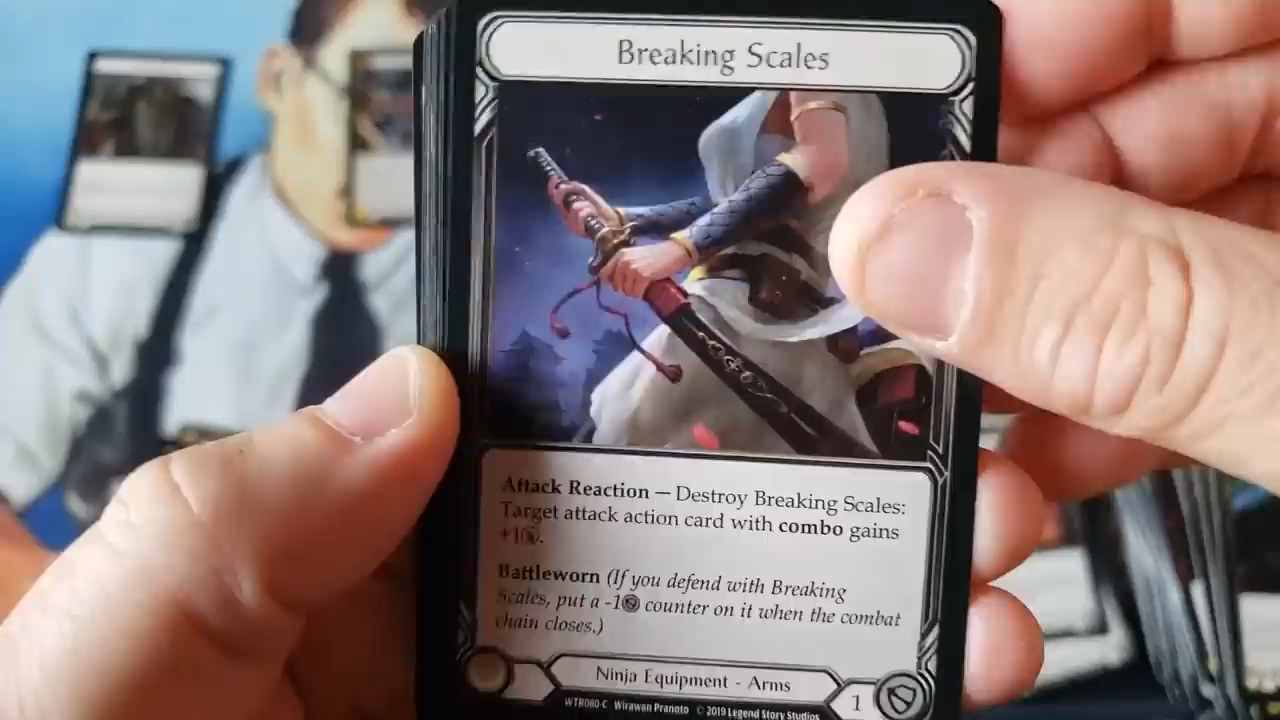 Breaking Scales
Attack Reaction — Destroy Breaking Scales:
Target attack action card with combo gains
+1.
Battleworn (If you defend with Breaking
Scales, put a -1 counter on it when the combat
chain closes.)
Ninja Equipment - Arms
1
WTR080-C Wirawan Pranoto © 2019 Legend Story Studios